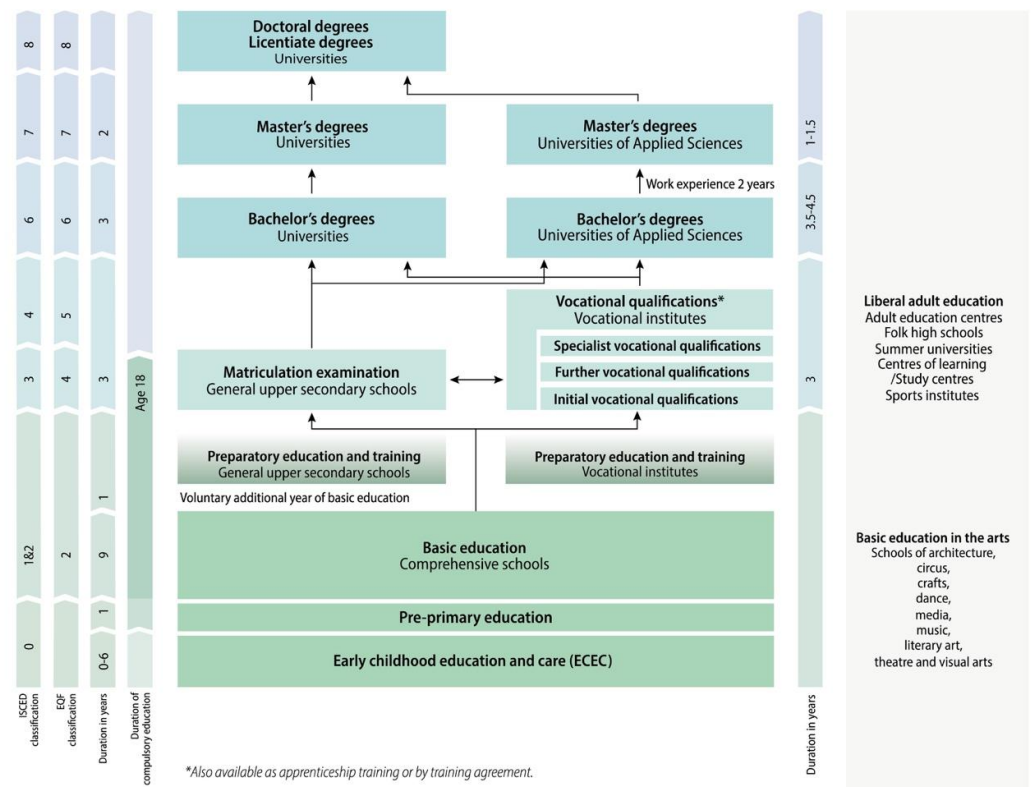 8
8
Doctoral degrees
Licentiate degrees
Universities
7
7
2
Master's degrees
Universities
Master's degrees
Universities of Applied Sciences
1-1.5
Work experience 2 years
6
6
3
Bachelor's degrees
Universities
Bachelor's degrees
Universities of Applied Sciences
3.5-4.5
4
5
Vocational qualifications*
Vocational institutes
Specialist vocational qualifications
Further vocational qualifications
Initial vocational qualifications
3
4
3
Age 18
Matriculation examination
General upper secondary schools
3
Preparatory education and training
General upper secondary schools
Preparatory education and training
Vocational institutes
Voluntary additional year of basic education
1
1&2
2
9
Basic education
Comprehensive schools
1
Pre-primary education
0
0-6
Early childhood education and care (ECEC)
ISCED
classification
EQF
classification
Duration in years
Duration of
compulsory education
Duration in years
*Also available as apprenticeship training or by training agreement.
Liberal adult education
Adult education centres
Folk high schools
Summer universities
Centres of learning
/Study centres
Sports institutes
Basic education in the arts
Schools of architecture,
circus,
crafts,
dance,
media,
music,
literary art,
theatre and visual arts